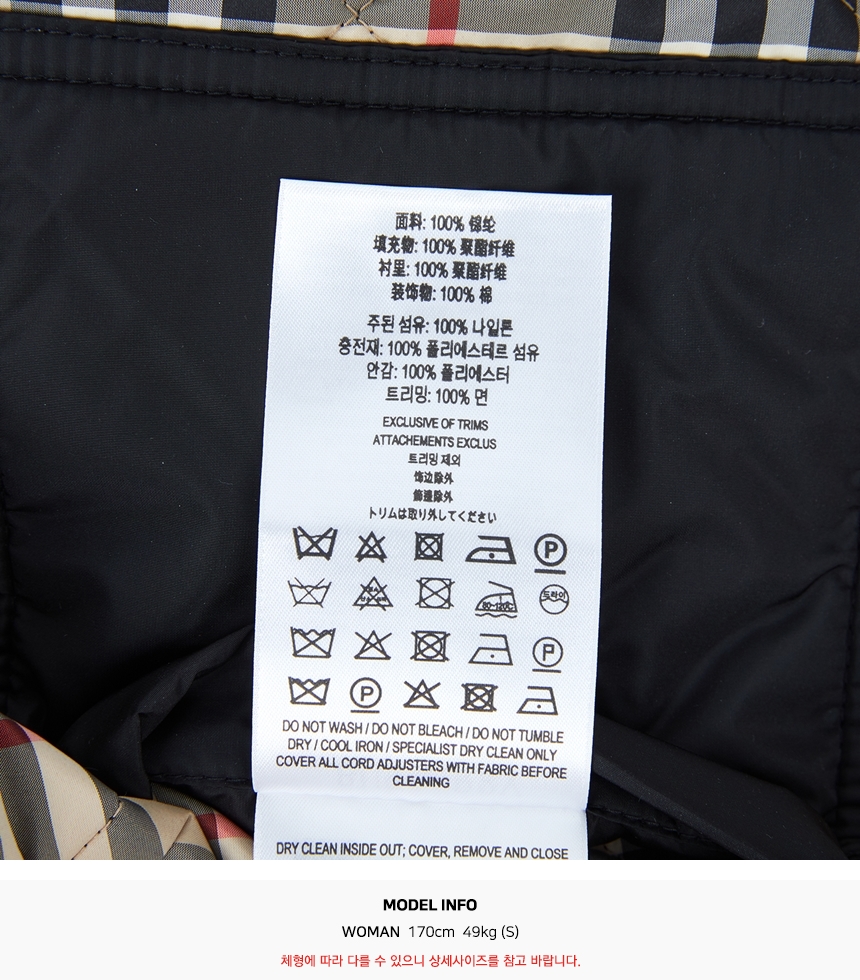 面料: 100% 锦纶
填充物: 100% 聚酯纤维
衬里: 100% 聚酯纤维
装饰物: 100% 棉
주된 섬유: 100% 나일론
충전재: 100% 폴리에스테르 섬유
안감: 100% 폴리에스터
트리밍: 100% 면
EXCLUSIVE OF TRIMS
ATTACHEMENTS EXCLUS
트리밍 제외
饰边除外
飾邊除外
トリムは取り外してください
P
80~120℃ 드라이
P
P
DO NOT WASH / DO NOT BLEACH / DO NOT TUMBLE
DRY / COOL IRON / SPECIALIST DRY CLEAN ONLY
COVER ALL CORD ADJUSTERS WITH FABRIC BEFORE
CLEANING
DRY CLEAN INSIDE OUT; COVER, REMOVE AND CLOSE
MODEL INFO
WOMAN 170cm 49kg (S)
체형에 따라 다를 수 있으니 상세사이즈를 참고 바랍니다.